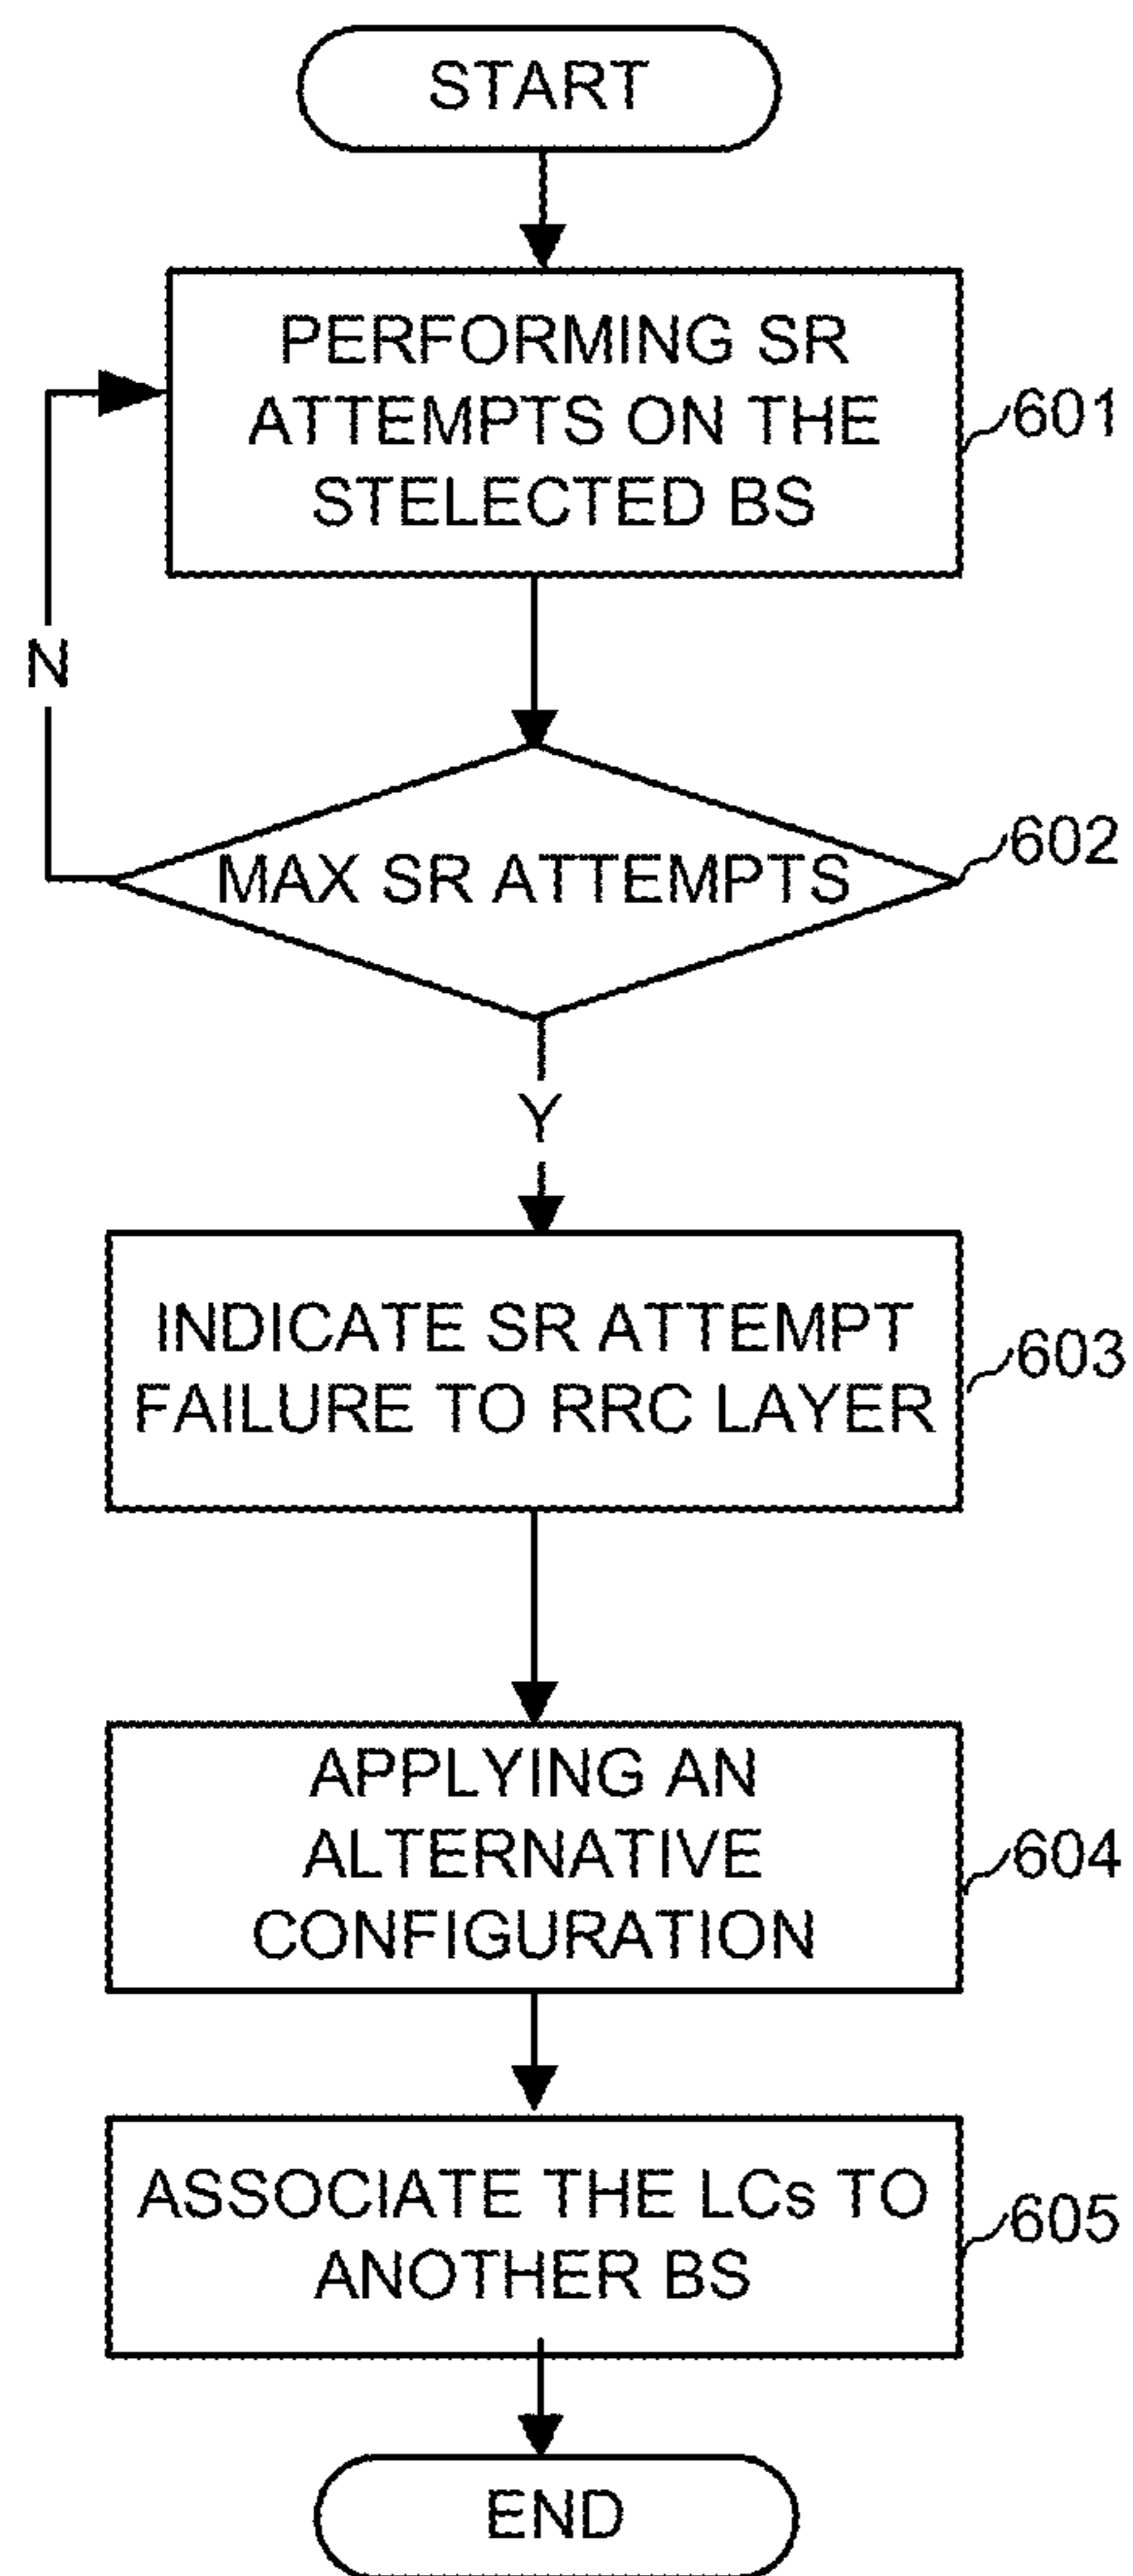 START
PERFORMING SR
ATTEMPTS ON THE
STELECTED BS
601
N
MAX SR ATTEMPTS
602
Y
INDICATE SR ATTEMPT
FAILURE TO RRC LAYER
603
APPLYING AN
ALTERNATIVE
CONFIGURATION
604
ASSOCIATE THE LCs TO
ANOTHER BS
605
END